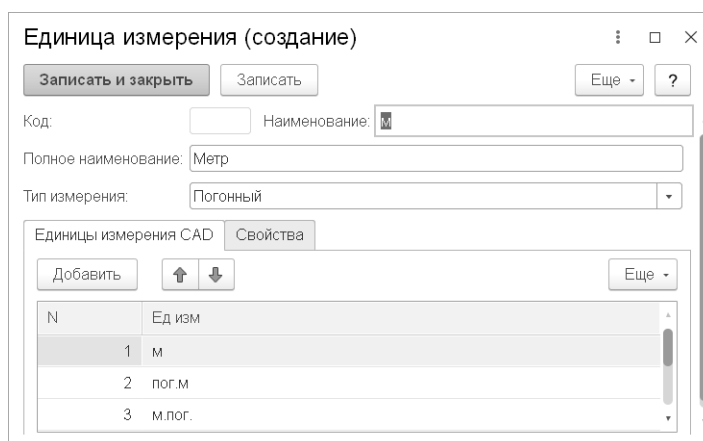 Единица измерения (создание)
Записать и закрыть Записать Еще ?
Код: Наименование: м
Полное наименование: Метр
Тип измерения: Погонный
Единицы измерения CAD Свойства
Добавить Еще
N Ед изм
1 м
2 пог.м
3 м.пог.